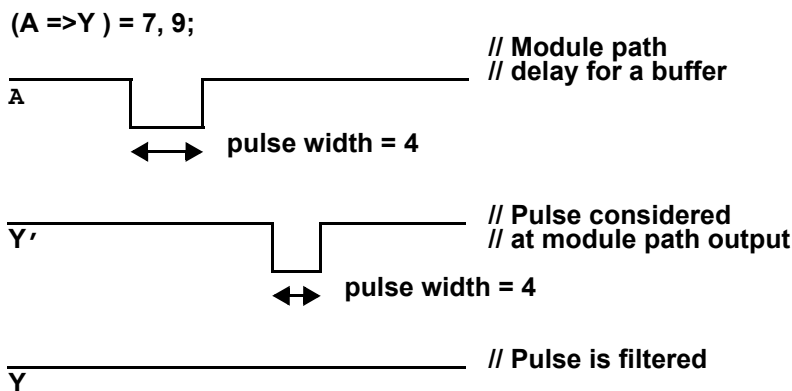 (A =>Y ) = 7, 9;
// Module path
// delay for a buffer
A
pulse width = 4
// Pulse considered
// at module path output
Y'
pulse width = 4
// Pulse is filtered
Y